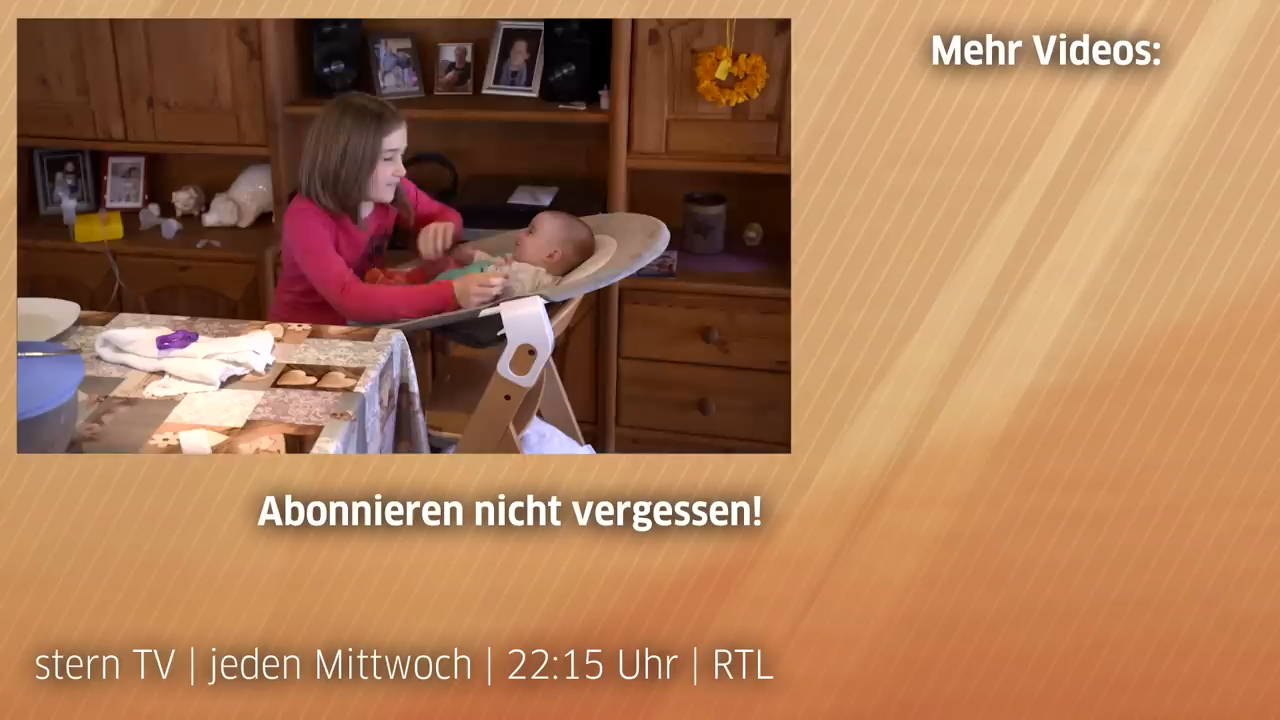 Mehr Videos:
Abonnieren nicht vergessen!
stern TV | jeden Mittwoch | 22:15 Uhr | RTL